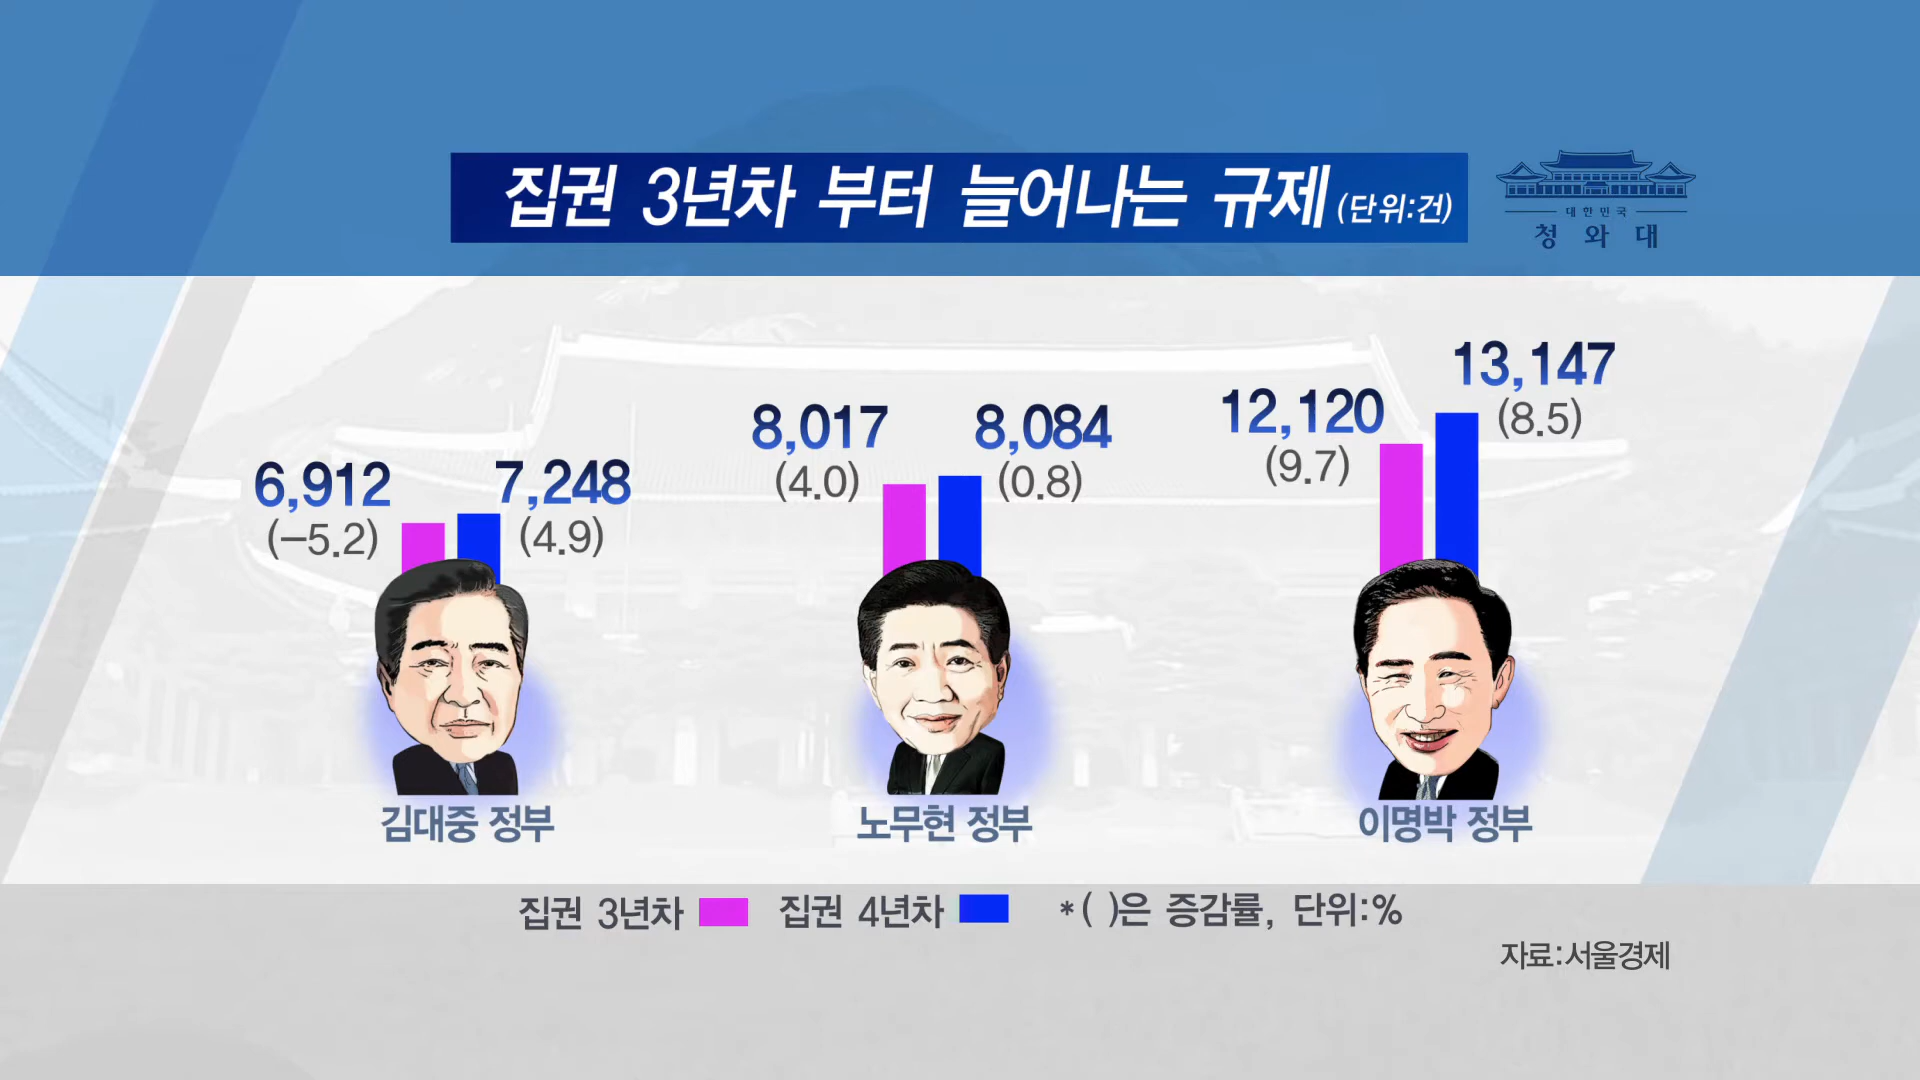 집권 3년차 부터 늘어나는 규제 (단위:건)
대한민국
청와대
6,912
(-5.2)
7,248
(4.9)
8,017
(4.0)
8,084
(0.8)
12,120
(9.7)
13,147
(8.5)
김대중 정부
노무현 정부
이명박 정부
집권 3년차 집권 4년차 *( )은 증감률, 단위:%
자료:서울경제